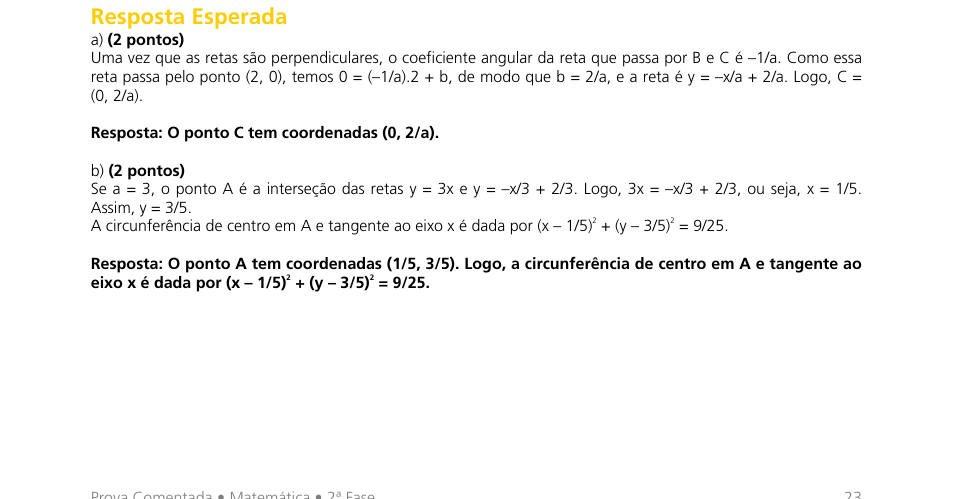 Resposta Esperada
a) (2 pontos)
Uma vez que as retas são perpendiculares, o coeficiente angular da reta que passa por B e C é –1/a. Como essa
reta passa pelo ponto (2, 0), temos 0 = (–1/a).2 + b, de modo que b = 2/a, e a reta é y = –x/a + 2/a. Logo, C =
(0, 2/a).
Resposta: O ponto C tem coordenadas (0, 2/a).
b) (2 pontos)
Se a = 3, o ponto A é a interseção das retas y = 3x e y = –x/3 + 2/3. Logo, 3x = –x/3 + 2/3, ou seja, x = 1/5.
Assim, y = 3/5.
A circunferência de centro em A e tangente ao eixo x é dada por (x – 1/5)² + (y – 3/5)² = 9/25.
Resposta: O ponto A tem coordenadas (1/5, 3/5). Logo, a circunferência de centro em A e tangente ao
eixo x é dada por (x – 1/5)² + (y – 3/5)² = 9/25.
Prova Comentada • Matemática • 2ª Fase 23